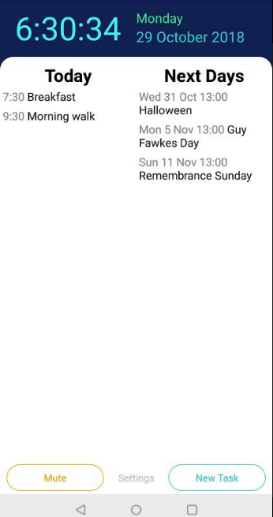 6:30:34
Monday
29 October 2018
Today
7:30 Breakfast
9:30 Morning walk
Next Days
Wed 31 Oct 13:00
Halloween
Mon 5 Nov 13:00 Guy
Fawkes Day
Sun 11 Nov 13:00
Remembrance Sunday
Mute
Settings
New Task